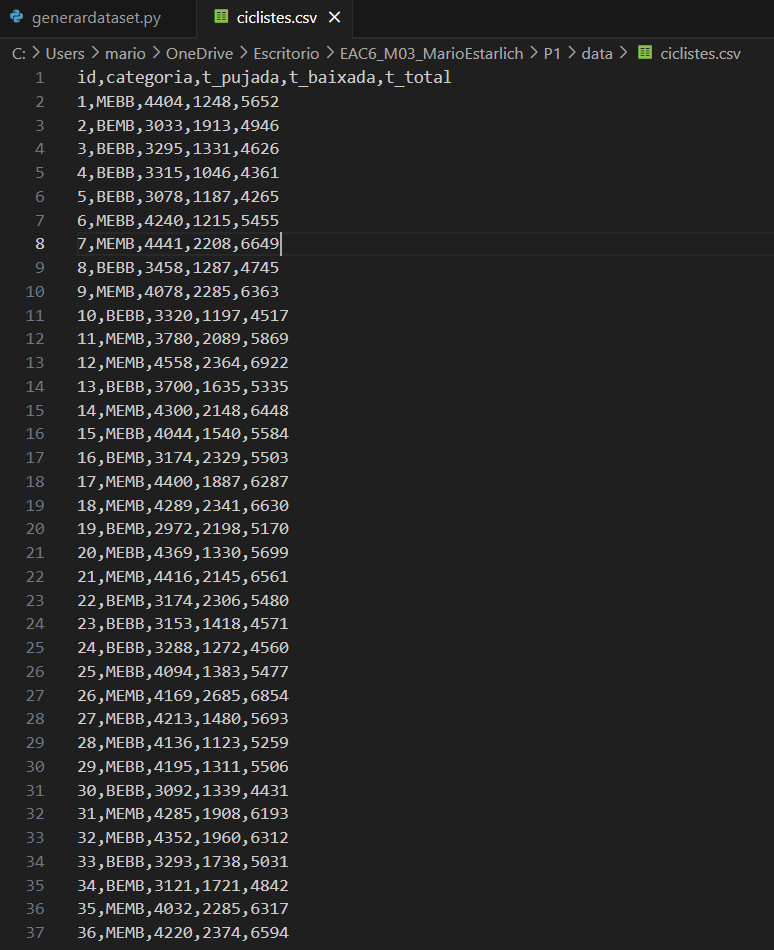 generardataset.py ciclistes.csv
C: > Users > mario > OneDrive > Escritorio > EAC6_M03_MarioEstarlich > P1 > data > ciclistes.csv
1 id,categoria,t_pujada,t_baixada,t_total
2 1,MEBB,4404,1248,5652
3 2,BEMB,3033,1913,4946
4 3,BEBB,3295,1331,4626
5 4,BEBB,3315,1046,4361
6 5,BEBB,3078,1187,4265
7 6,MEBB,4240,1215,5455
8 7,MEMB,4441,2208,6649
9 8,BEBB,3458,1287,4745
10 9,MEMB,4078,2285,6363
11 10,BEBB,3320,1197,4517
12 11,MEMB,3780,2089,5869
13 12,MEMB,4558,2364,6922
14 13,BEBB,3700,1635,5335
15 14,MEMB,4300,2148,6448
16 15,MEBB,4044,1540,5584
17 16,BEMB,3174,2329,5503
18 17,MEMB,4400,1887,6287
19 18,MEMB,4289,2341,6630
20 19,BEMB,2972,2198,5170
21 20,MEBB,4369,1330,5699
22 21,MEMB,4416,2145,6561
23 22,BEMB,3174,2306,5480
24 23,BEBB,3153,1418,4571
25 24,BEBB,3288,1272,4560
26 25,MEBB,4094,1383,5477
27 26,MEMB,4169,2685,6854
28 27,MEBB,4213,1480,5693
29 28,MEBB,4136,1123,5259
30 29,MEBB,4195,1311,5506
31 30,BEBB,3092,1339,4431
32 31,MEMB,4285,1908,6193
33 32,MEBB,4352,1960,6312
34 33,BEBB,3293,1738,5031
35 34,BEMB,3121,1721,4842
36 35,MEMB,4032,2285,6317
37 36,MEMB,4220,2374,6594